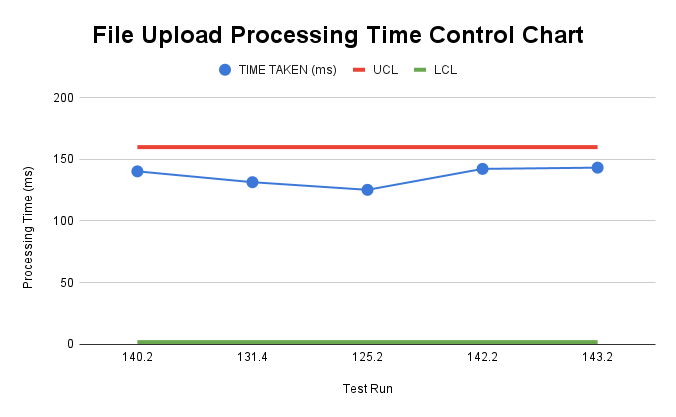 File Upload Processing Time Control Chart
TIME TAKEN (ms) UCL LCL
Processing Time (ms)
200
150
100
50
0
140.2 131.4 125.2 142.2 143.2
Test Run